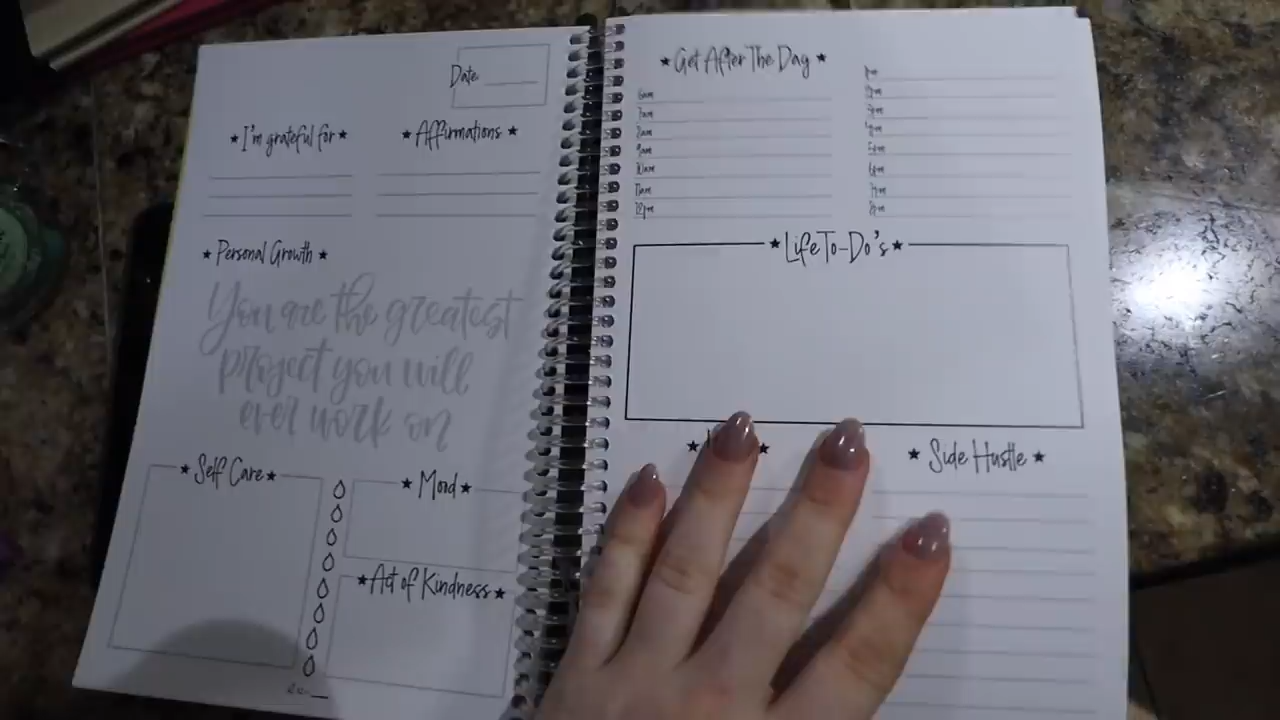 Date:
★ I'm grateful for ★
★ Affirmations ★
★ Personal Growth ★
You are the greatest
project you will
ever work on
★ Self Care ★
★ Mood ★
★ Act of Kindness ★
★ Get After The Day ★
6am
7am
8am
9am
10am
11am
12pm
1pm
2pm
3pm
4pm
5pm
6pm
7pm
8pm
★ Life To-Do's ★
★ Side Hustle ★